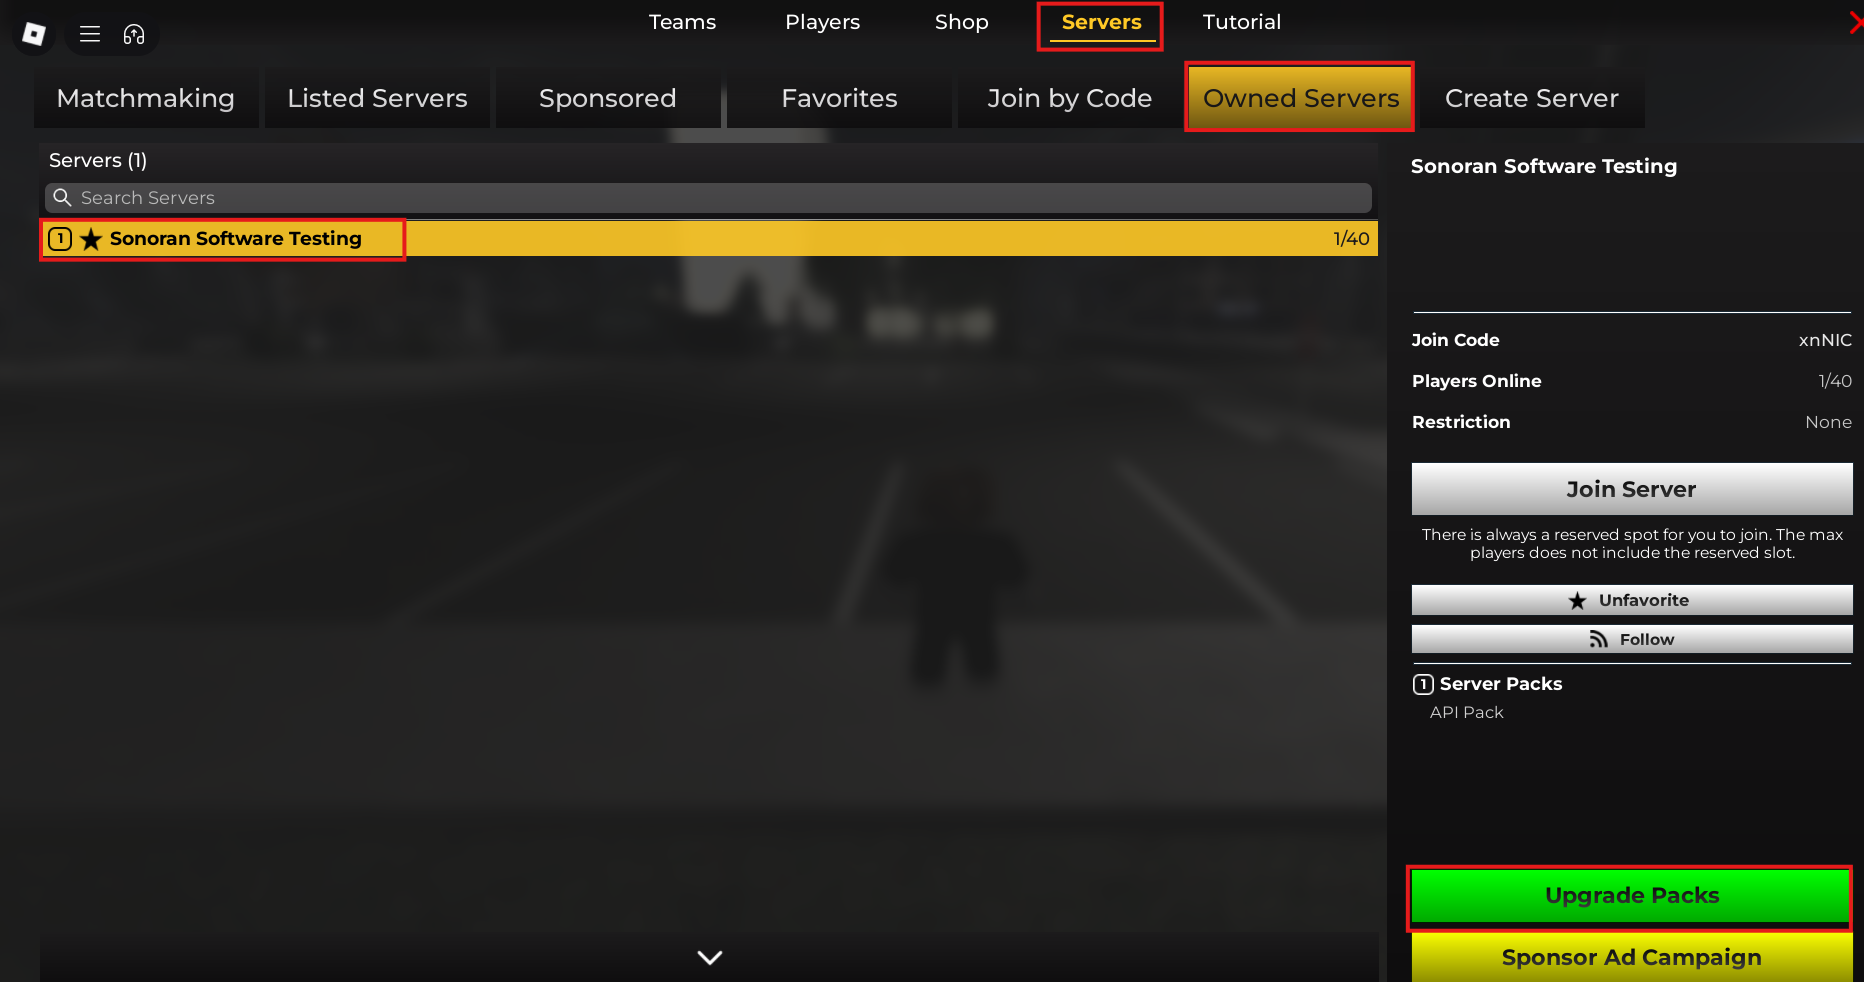 Teams
Players
Shop
Servers
Tutorial
Matchmaking
Listed Servers
Sponsored
Favorites
Join by Code
Owned Servers
Create Server
Servers (1)
Search Servers
1 ★ Sonoran Software Testing 1/40
Sonoran Software Testing
Join Code xnNIC
Players Online 1/40
Restriction None
Join Server
There is always a reserved spot for you to join. The max
players does not include the reserved slot.
★ Unfavorite
Follow
1 Server Packs
API Pack
Upgrade Packs
Sponsor Ad Campaign